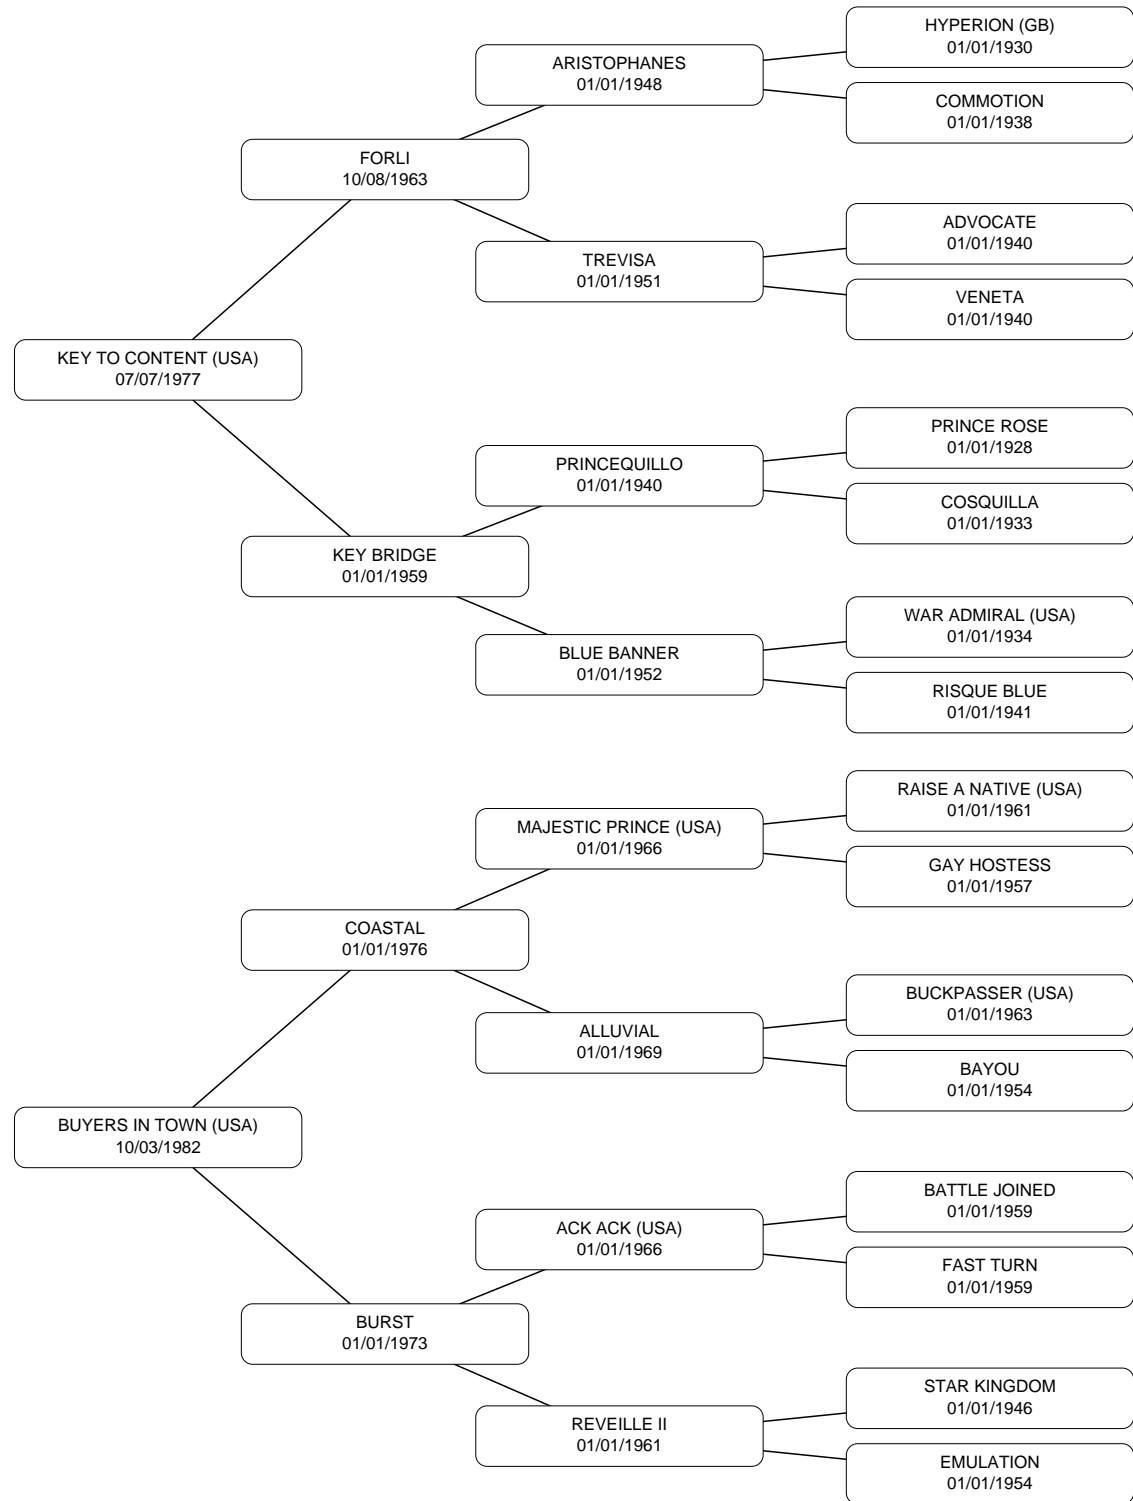 HYPERION (GB)
01/01/1930
ARISTOPHANES
01/01/1948
COMMOTION
01/01/1938
FORLI
10/08/1963
ADVOCATE
01/01/1940
TREVISA
01/01/1951
VENETA
01/01/1940
KEY TO CONTENT (USA)
07/07/1977
PRINCE ROSE
01/01/1928
PRINCEQUILLO
01/01/1940
COSQUILLA
01/01/1933
KEY BRIDGE
01/01/1959
WAR ADMIRAL (USA)
01/01/1934
BLUE BANNER
01/01/1952
RISQUE BLUE
01/01/1941
RAISE A NATIVE (USA)
01/01/1961
MAJESTIC PRINCE (USA)
01/01/1966
GAY HOSTESS
01/01/1957
COASTAL
01/01/1976
BUCKPASSER (USA)
01/01/1963
ALLUVIAL
01/01/1969
BAYOU
01/01/1954
BUYERS IN TOWN (USA)
10/03/1982
BATTLE JOINED
01/01/1959
ACK ACK (USA)
01/01/1966
FAST TURN
01/01/1959
BURST
01/01/1973
STAR KINGDOM
01/01/1946
REVEILLE II
01/01/1961
EMULATION
01/01/1954